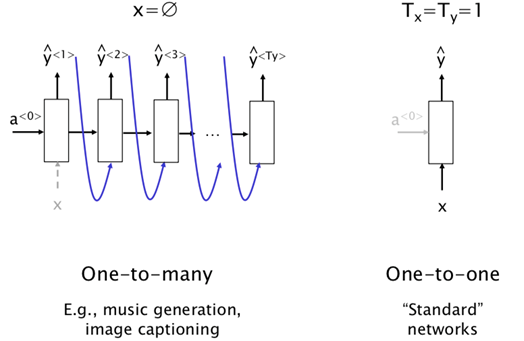 x=∅
Tₓ=Tᵧ=1
ŷ<1> ŷ<2> ŷ<3> ŷ<Ty>
ŷ
a<0>
...
a<0>
x
x
One-to-many
One-to-one
E.g., music generation,
image captioning
“Standard”
networks